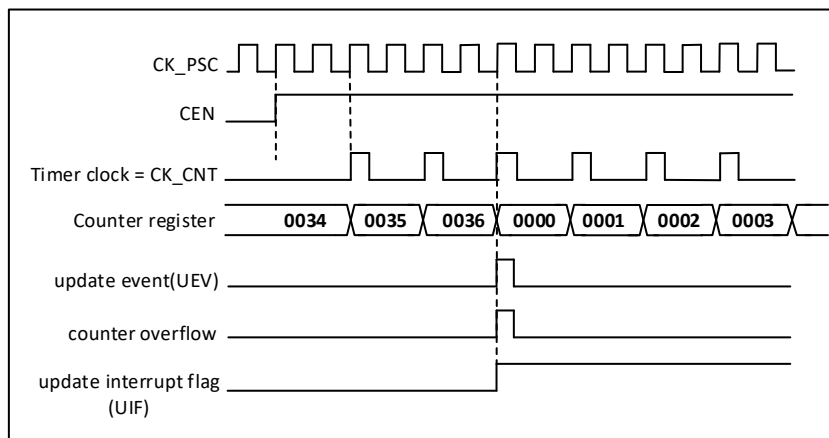 CK_PSC
CEN
Timer clock = CK_CNT
Counter register 0034 0035 0036 0000 0001 0002 0003
update event(UEV)
counter overflow
update interrupt flag
(UIF)